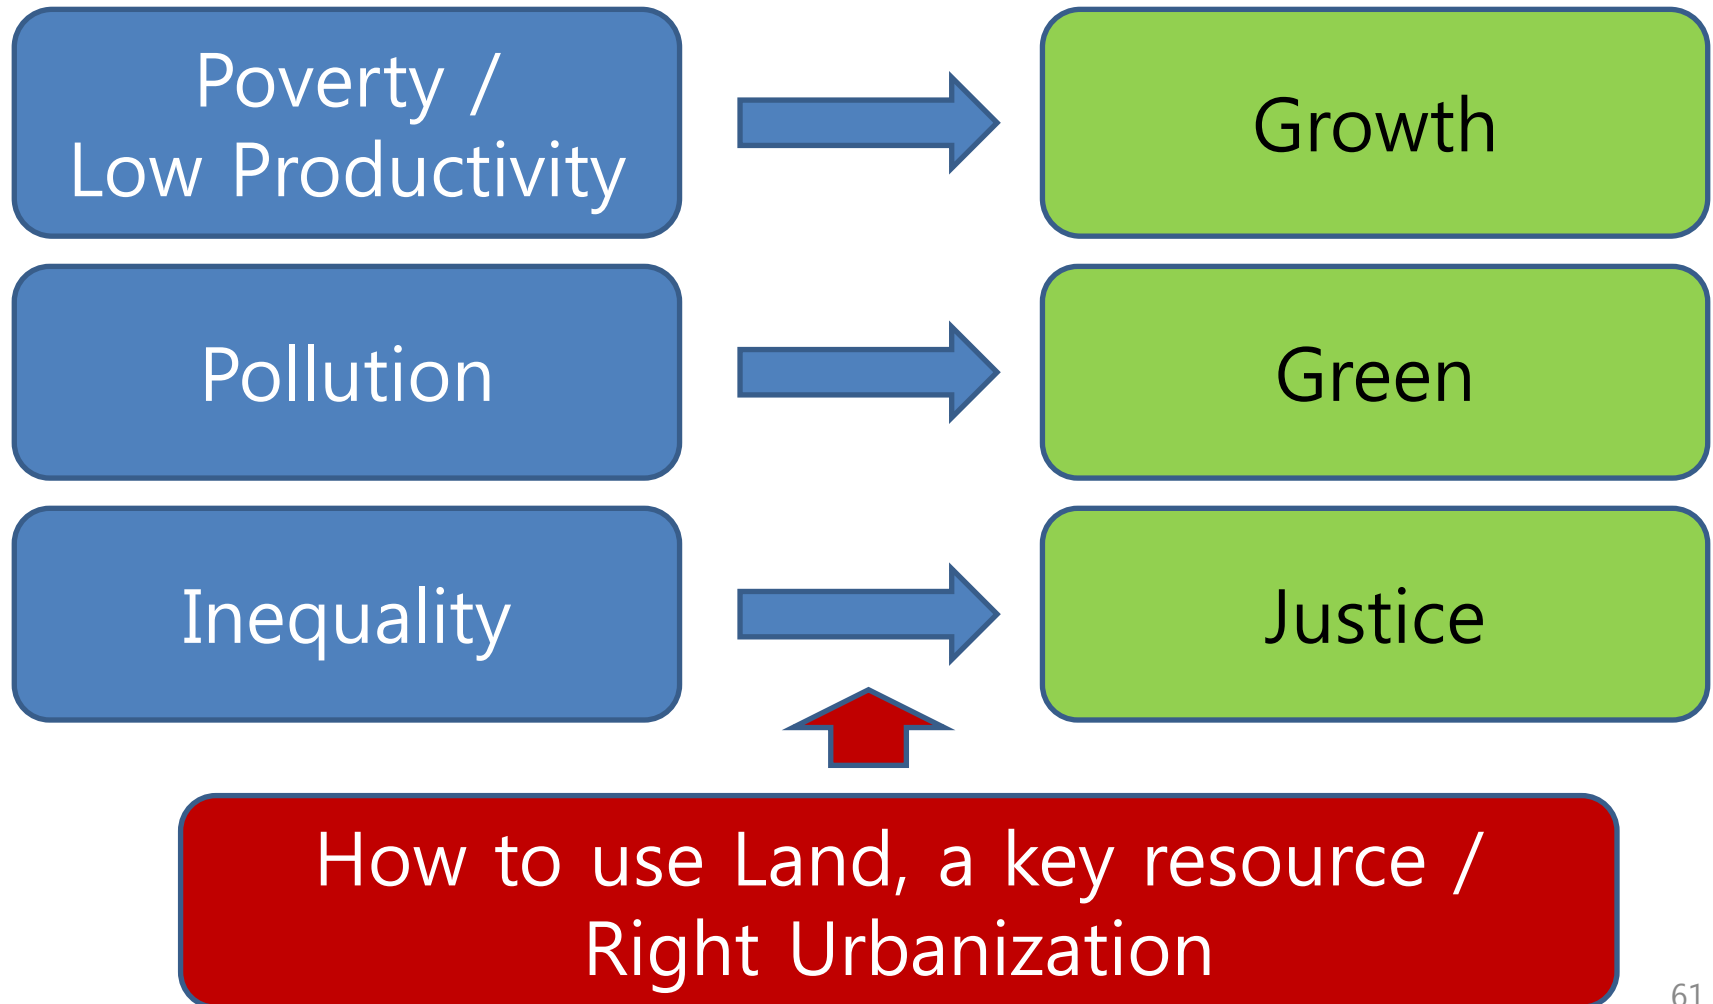 Poverty /
Low Productivity
Growth
Pollution
Green
Inequality
Justice
How to use Land, a key resource /
Right Urbanization
61